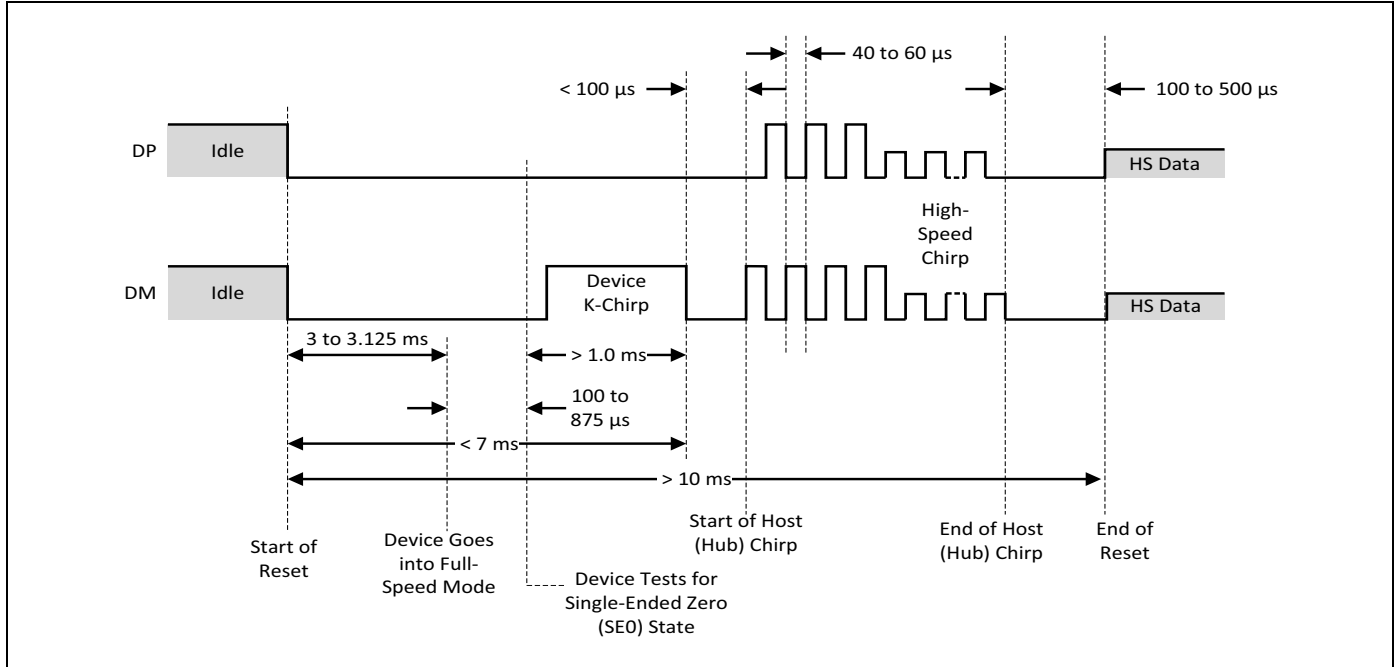 40 to 60 µs
< 100 µs
100 to 500 µs
DP
Idle
HS Data
High-
Speed
Chirp
DM
Idle
Device
K-Chirp
HS Data
3 to 3.125 ms
> 1.0 ms
100 to
875 µs
< 7 ms
> 10 ms
Start of
Reset
Device Goes
into Full-
Speed Mode
Device Tests for
Single-Ended Zero
(SE0) State
Start of Host
(Hub) Chirp
End of Host
(Hub) Chirp
End of
Reset